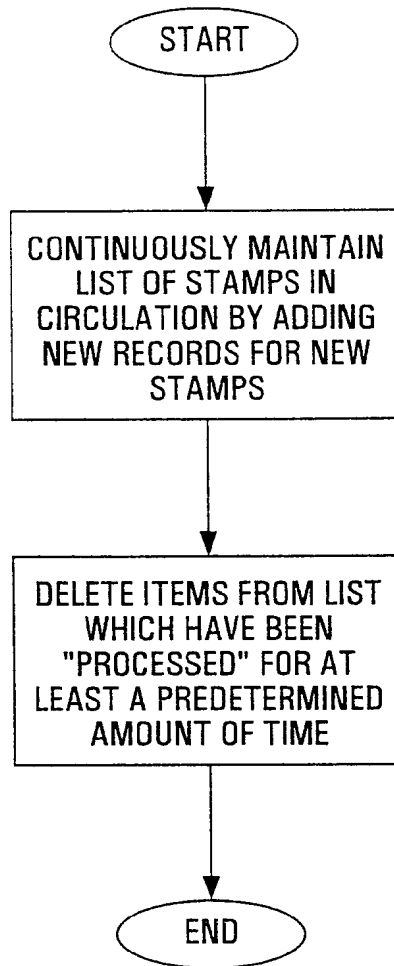 START
CONTINUOUSLY MAINTAIN
LIST OF STAMPS IN
CIRCULATION BY ADDING
NEW RECORDS FOR NEW
STAMPS
DELETE ITEMS FROM LIST
WHICH HAVE BEEN
"PROCESSED" FOR AT
LEAST A PREDETERMINED
AMOUNT OF TIME
END